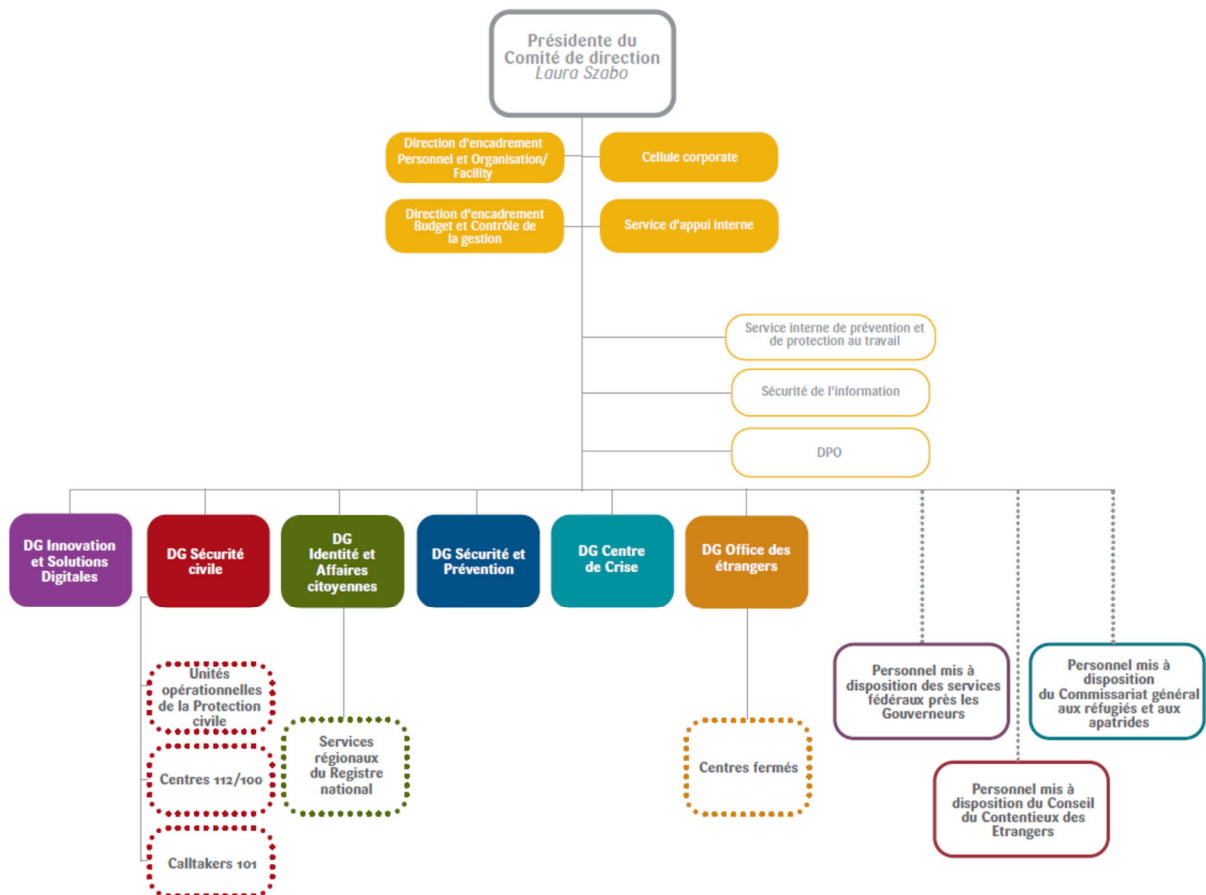 Présidente du
Comité de direction
Laura Szabo
Direction d'encadrement
Personnel et Organisation/
Facility
Cellule corporate
Direction d'encadrement
Budget et Contrôle de
la gestion
Service d'appui interne
Service interne de prévention et
de protection au travail
Sécurité de l'information
DPO
DG Innovation
et Solutions
Digitales
DG Sécurité
civile
DG
Identité et
Affaires
citoyennes
DG Sécurité et
Prévention
DG Centre
de Crise
DG Office des
étrangers
Unités
opérationnelles
de la Protection
civile
Centres 112/100
Calltakers 101
Services
régionaux
du Registre
national
Centres fermés
Personnel mis à
disposition des services
fédéraux près les
Gouverneurs
Personnel mis à
disposition
du Commissariat général
aux réfugiés et aux
apatrides
Personnel mis à
disposition du Conseil
du Contentieux des
Etrangers